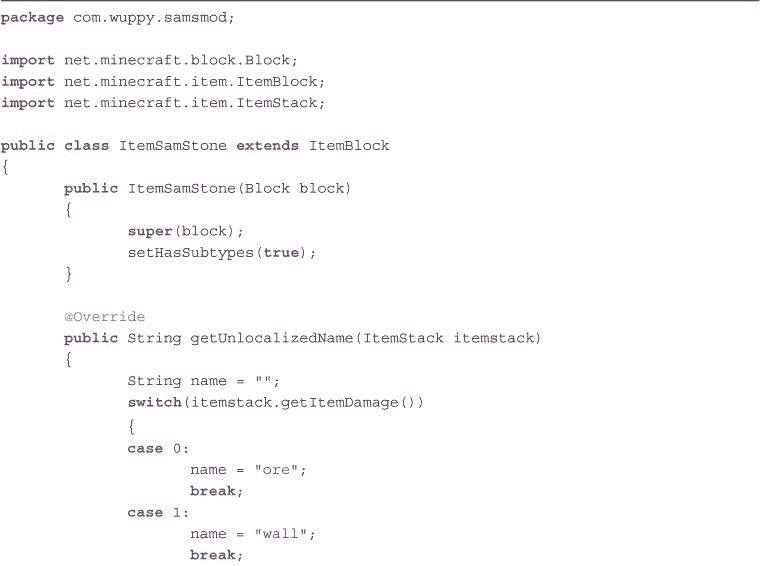 package com.wuppy.samsmod;

import net.minecraft.block.Block;
import net.minecraft.item.ItemBlock;
import net.minecraft.item.ItemStack;

public class ItemSamStone extends ItemBlock
{
       public ItemSamStone(Block block)
       {
              super(block);
              setHasSubtypes(true);
       }

       @Override
       public String getUnlocalizedName(ItemStack itemstack)
       {
              String name = "";
              switch(itemstack.getItemDamage())
              {
              case 0:
                     name = "ore";
                     break;
              case 1:
                     name = "wall";
                     break;